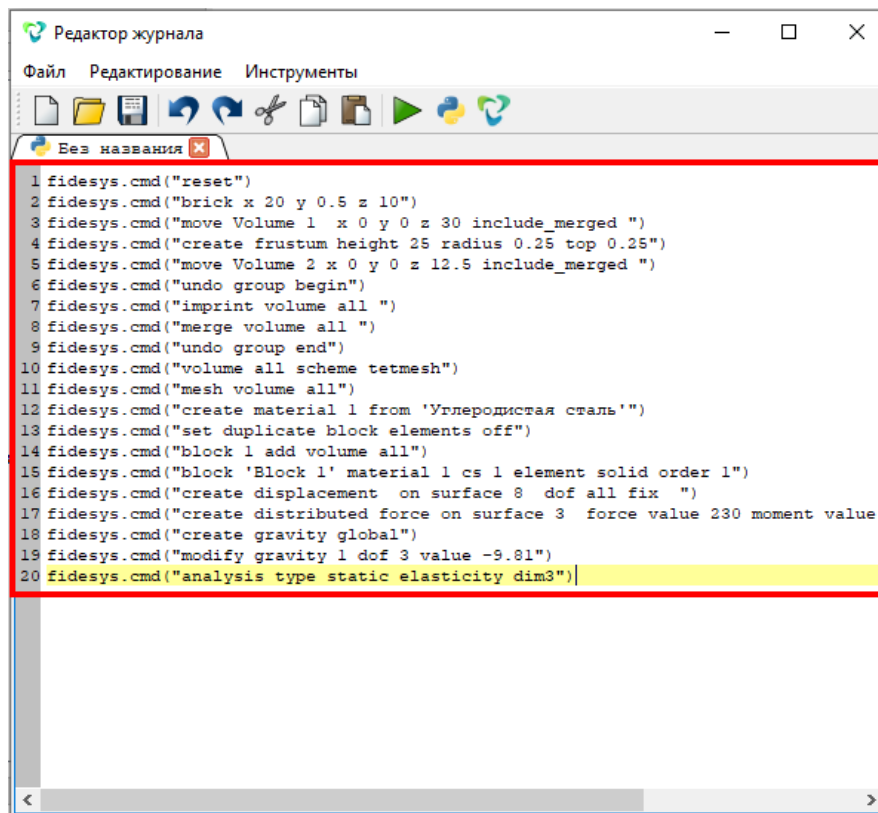 Редактор журнала
Файл Редактирование Инструменты
Без названия
1 fidesys.cmd("reset")
2 fidesys.cmd("brick x 20 y 0.5 z 10")
3 fidesys.cmd("move Volume 1  x 0 y 0 z 30 include_merged ")
4 fidesys.cmd("create frustum height 25 radius 0.25 top 0.25")
5 fidesys.cmd("move Volume 2 x 0 y 0 z 12.5 include_merged ")
6 fidesys.cmd("undo group begin")
7 fidesys.cmd("imprint volume all ")
8 fidesys.cmd("merge volume all ")
9 fidesys.cmd("undo group end")
10 fidesys.cmd("volume all scheme tetmesh")
11 fidesys.cmd("mesh volume all")
12 fidesys.cmd("create material 1 from 'Углеродистая сталь'")
13 fidesys.cmd("set duplicate block elements off")
14 fidesys.cmd("block 1 add volume all")
15 fidesys.cmd("block 'Block 1' material 1 cs 1 element solid order 1")
16 fidesys.cmd("create displacement  on surface 8  dof all fix  ")
17 fidesys.cmd("create distributed force on surface 3  force value 230 moment value
18 fidesys.cmd("create gravity global")
19 fidesys.cmd("modify gravity 1 dof 3 value -9.81")
20 fidesys.cmd("analysis type static elasticity dim3")